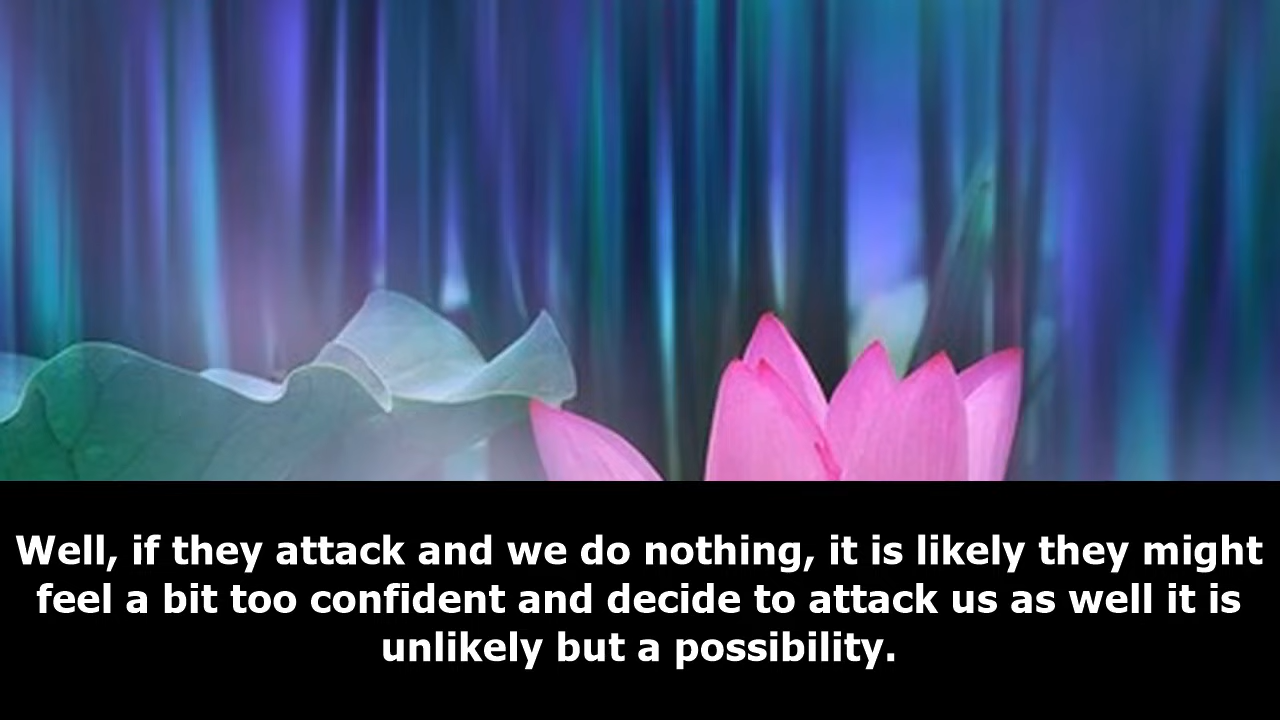 Well, if they attack and we do nothing, it is likely they might
feel a bit too confident and decide to attack us as well it is
unlikely but a possibility.